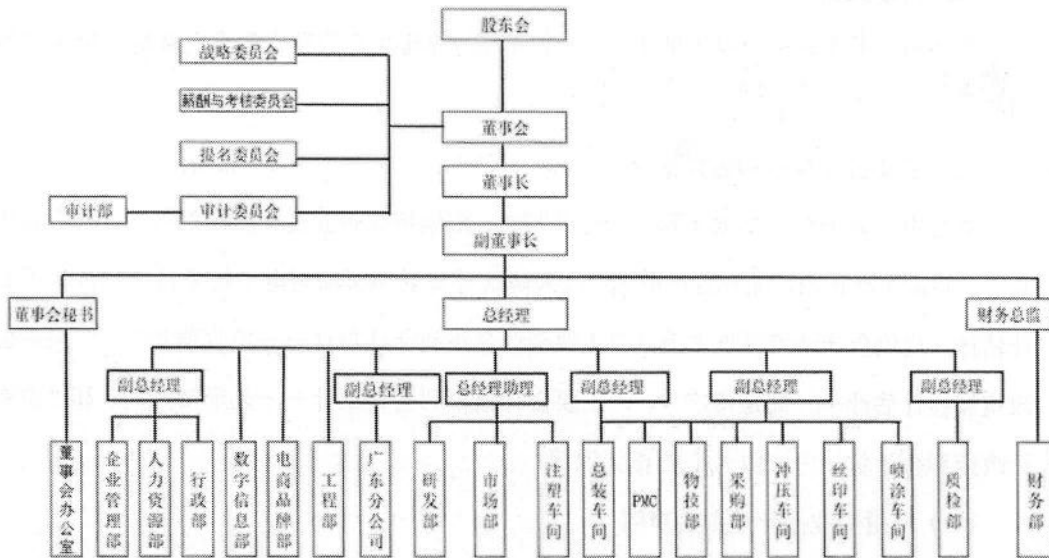 股东会
战略委员会
薪酬与考核委员会
董事会
提名委员会
董事长
审计部
审计委员会
副董事长
董事会秘书
总经理
财务总监
副总经理
副总经理
总经理助理
副总经理
副总经理
副总经理
董事会办公室
企业管理部
人力资源部
行政部
数字信息部
电商品牌部
工程部
广东分公司
研发部
市场部
注塑车间
总装车间
PMC
物控部
采购部
冲压车间
丝印车间
喷涂车间
质检部
财务部